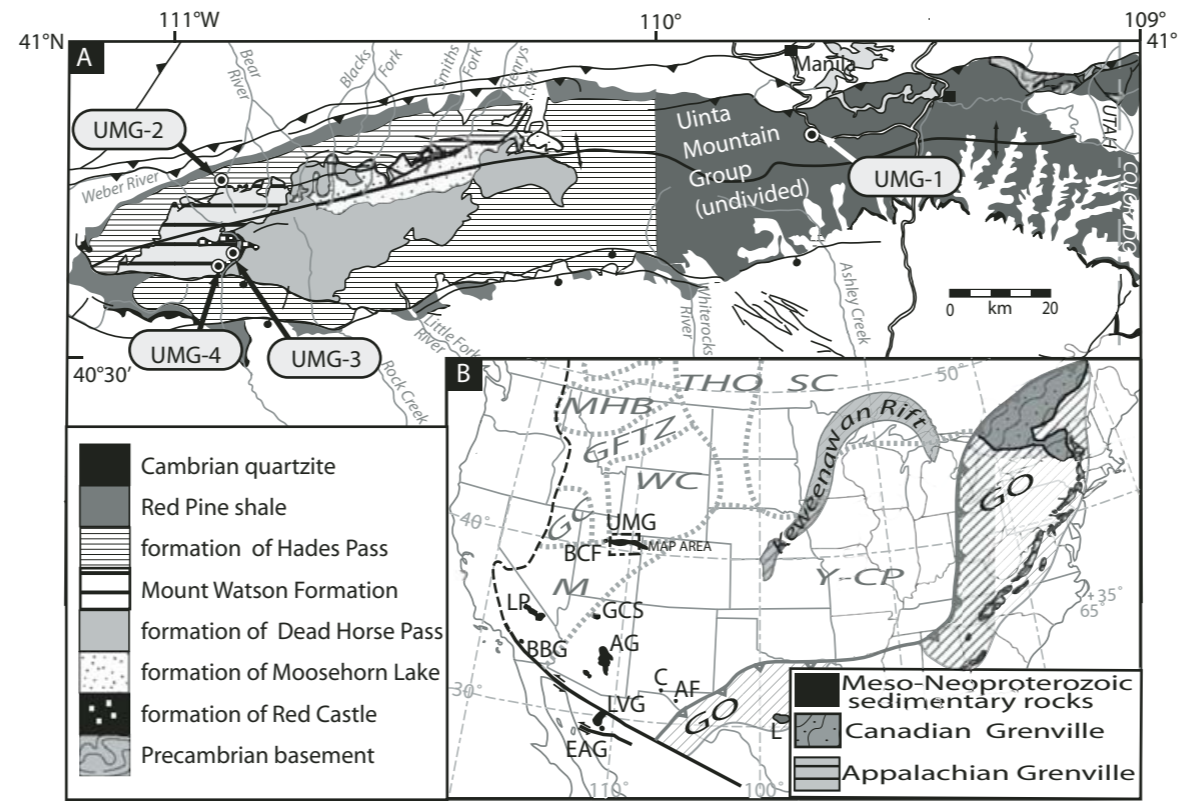 111°W
110°
109°
41°N
41°
A
Bear
River
Blacks
Fork
Smiths
Fork
Henrys
Fork
Manila
UMG-2
Weber River
Uinta
Mountain
Group
(undivided)
UMG-1
UTAH
COLORADO
UMG-4
UMG-3
40°30’
Little Fork
River
Rock Creek
Whiterocks
River
Ashley Creek
0 20
km
Cambrian quartzite
Red Pine shale
formation of Hades Pass
Mount Watson Formation
formation of Dead Horse Pass
formation of Moosehorn Lake
formation of Red Castle
Precambrian basement
B
THO
SC
50°
MHB
GFTZ
WC
GC
Keweenawan Rift
GO
40°
UMG
BCF
MAP AREA
M
Y-CP
+35°
65°
LP
GCS
BBG
AG
C
AF
30°
LVG
GO
EAG
L
110°
100°
Meso-Neoproterozoic
sedimentary rocks
Canadian Grenville
Appalachian Grenville